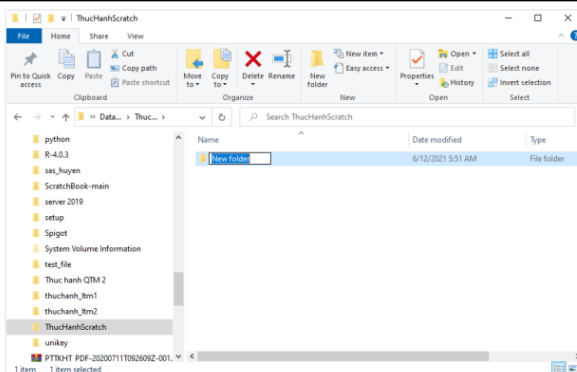 ThucHanhScratch
File Home Share View
Pin to Quick access
Copy
Paste
Cut
Copy path
Paste shortcut
Clipboard
Move to
Copy to
Delete
Rename
Organize
New folder
New item
Easy access
New
Properties
Open
Edit
History
Open
Select all
Select none
Invert selection
Select
« Data... > Thuc... >
Search ThucHanhScratch
Name Date modified Type
New folder 6/12/2021 5:51 AM File folder
python
R-4.0.3
sas_huyen
ScratchBook-main
server 2019
setup
Spigot
System Volume Information
test_file
Thuc hanh QTM 2
thuchanh_ltm1
thuchanh_ltm2
ThucHanhScratch
unikey
PTTKHT PDF-20200711T092609Z-001.
1 item 1 item selected